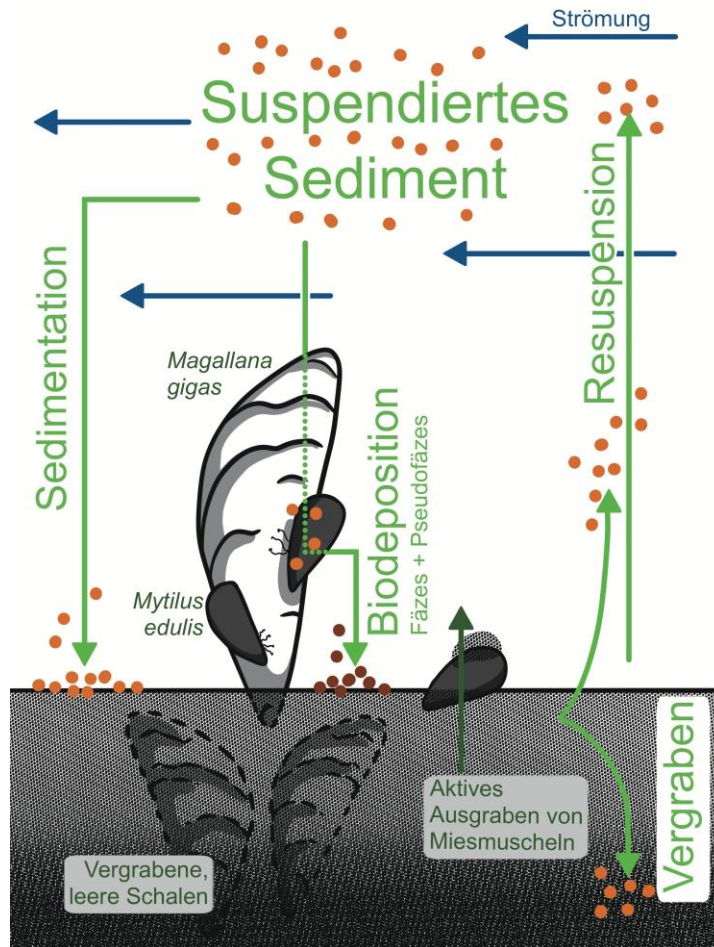 Strömung
Suspendiertes
Sediment
Sedimentation
Resuspension
Magallana
gigas
Biodeposition
Fäzes + Pseudofäzes
Mytilus
edulis
Aktives
Ausgraben von
Miesmuscheln
Vergraben
Vergrabene,
leere Schalen